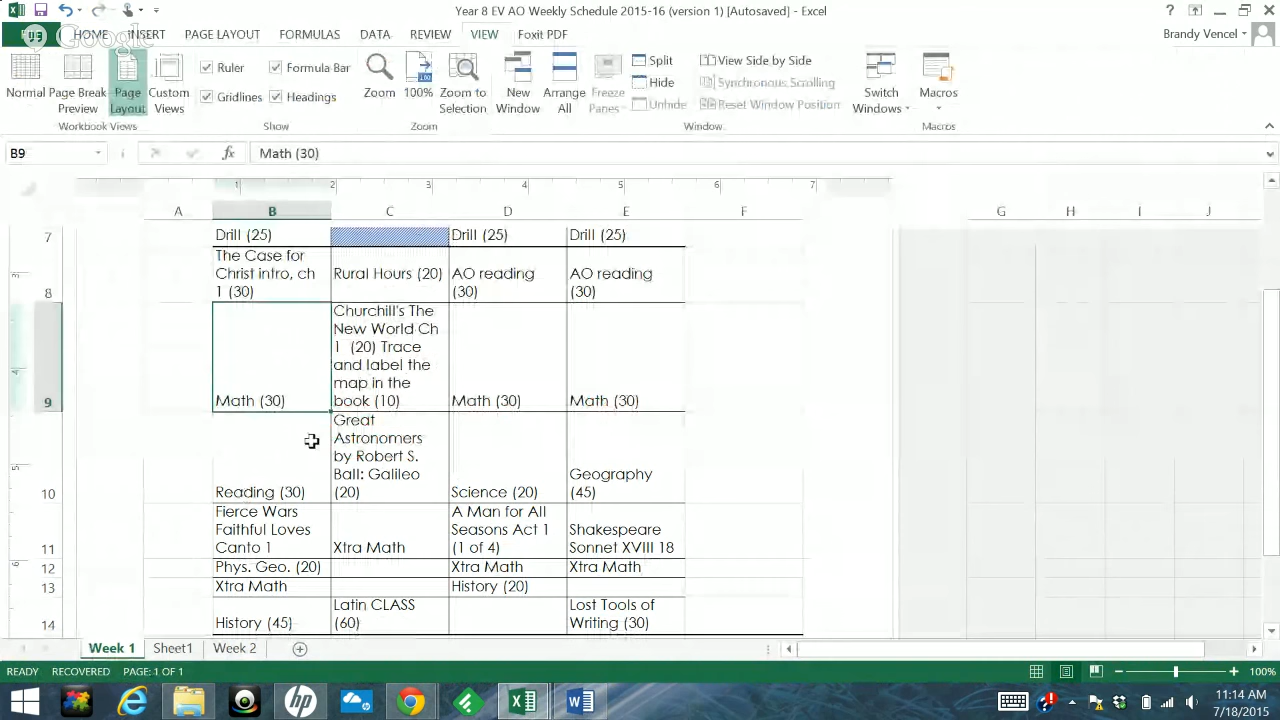 Year 8 EV AO Weekly Schedule 2015-16 (version 1) [Autosaved] - Excel
FILE HOME INSERT PAGE LAYOUT FORMULAS DATA REVIEW VIEW Foxit PDF Brandy Vencel
Google
Normal Page Break Preview Page Layout Custom Views
Ruler Formula Bar
Gridlines Headings
Zoom 100% Zoom to Selection
New Window Arrange All Freeze Panes
Split
Hide
Unhide
View Side by Side
Synchronous Scrolling
Reset Window Position
Switch Windows Macros
Workbook Views Show Zoom Window Macros
B9 fx Math (30)
1 2 3 4 5 6 7
A B C D E F G H I J
7 Drill (25) Drill (25) Drill (25)
8 The Case for Christ intro, ch 1 (30) Rural Hours (20) AO reading (30) AO reading (30)
9 Math (30) Churchill's The New World Ch 1 (20) Trace and label the map in the book (10) Math (30) Math (30)
10 Reading (30) Great Astronomers by Robert S. Ball: Galileo (20) Science (20) Geography (45)
11 Fierce Wars Faithful Loves Canto 1 Xtra Math A Man for All Seasons Act 1 (1 of 4) Shakespeare Sonnet XVIII 18
12 Phys. Geo. (20) Xtra Math Xtra Math
13 Xtra Math History (20)
14 History (45) Latin CLASS (60) Lost Tools of Writing (30)
Week 1 Sheet1 Week 2
READY RECOVERED PAGE: 1 OF 1 100%
11:14 AM
7/18/2015